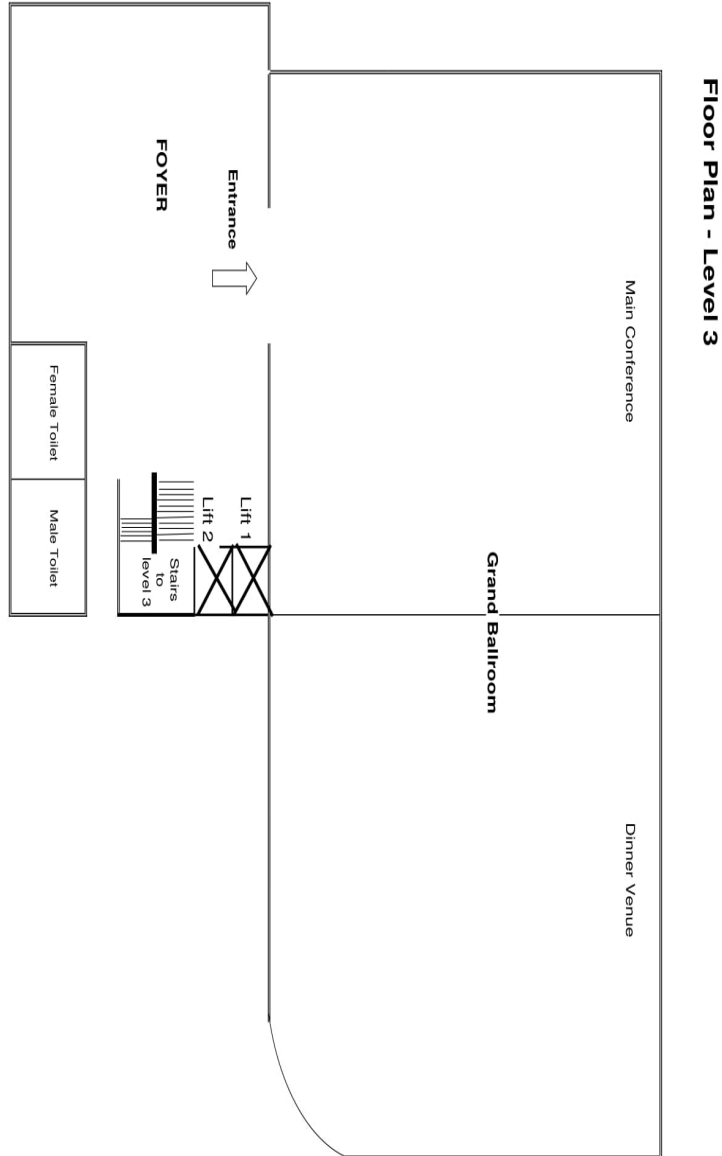 Floor Plan - Level 3
Main Conference
Dinner Venue
Grand Ballroom
Entrance
FOYER
Lift 1
Lift 2
Stairs
to
level 3
Female Toilet
Male Toilet